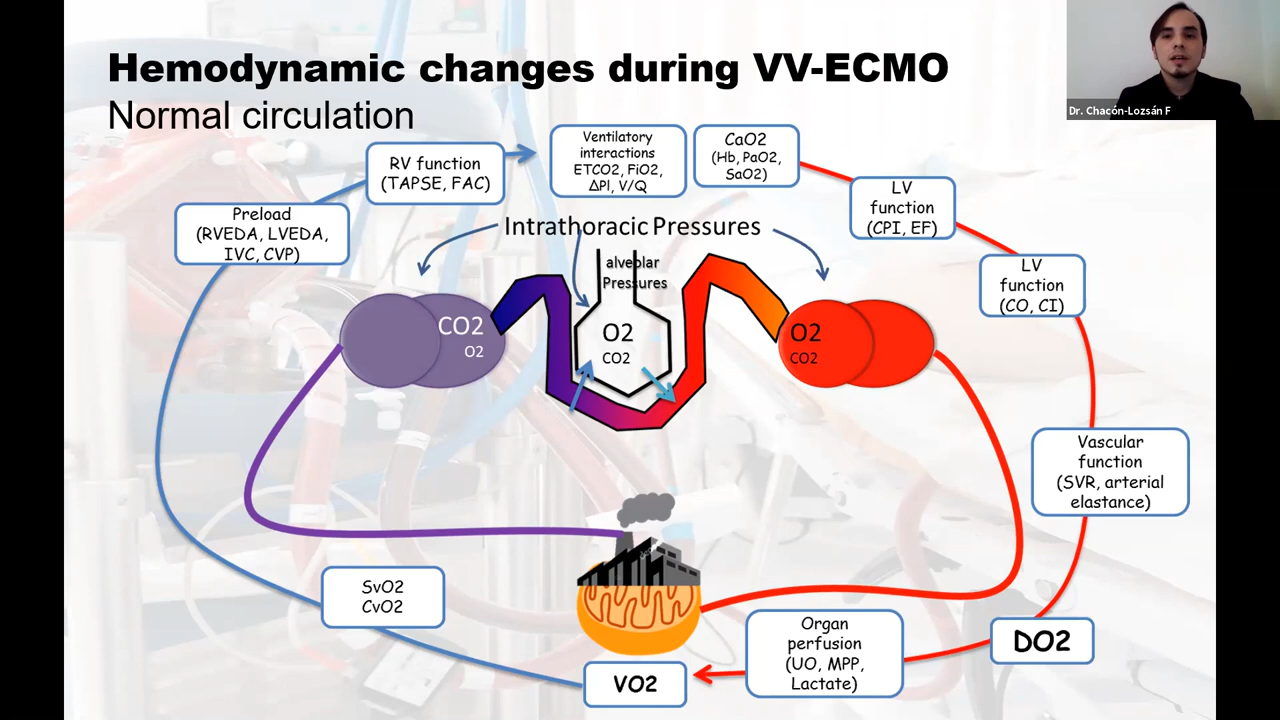 Hemodynamic changes during VV-ECMO
Normal circulation
Dr. Chacón-Lozsán F
RV function
(TAPSE, FAC)
Ventilatory
interactions
ETCO2, FiO2,
ΔPl, V/Q
CaO2
(Hb, PaO2,
SaO2)
LV
function
(CPI, EF)
Preload
(RVEDA, LVEDA,
IVC, CVP)
Intrathoracic Pressures
LV
function
(CO, CI)
alveolar
Pressures
CO2
O2
O2
CO2
O2
CO2
Vascular
function
(SVR, arterial
elastance)
SvO2
CvO2
Organ
perfusion
(UO, MPP,
Lactate)
DO2
VO2